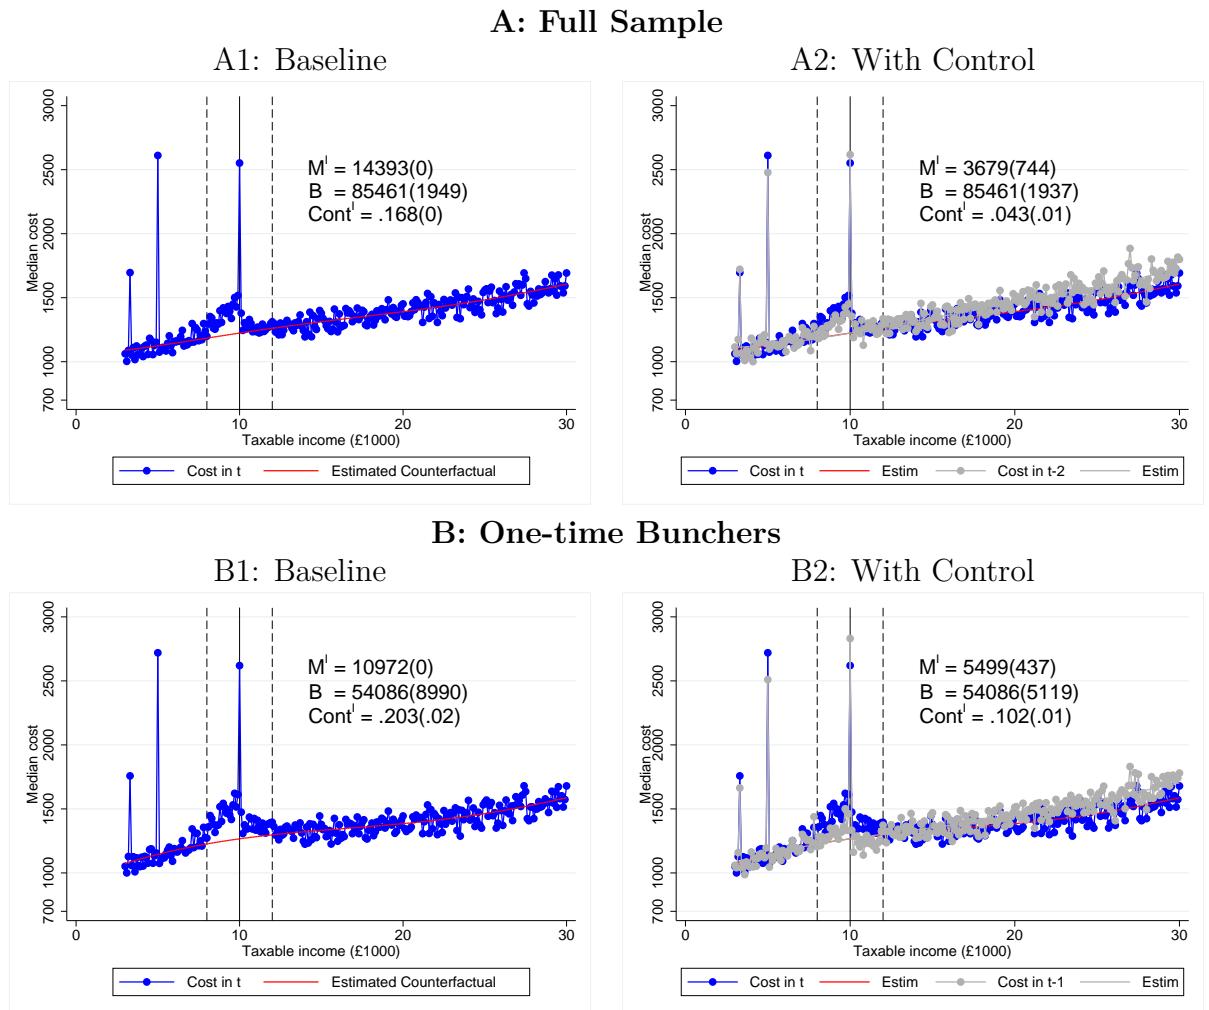 A: Full Sample
A1: Baseline
A2: With Control
Median cost
3000
2500
2000
1500
1000
700
M^I = 14393(0)
B = 85461(1949)
Cont^I = .168(0)
0 10 20 30
Taxable income (£1000)
Cost in t Estimated Counterfactual
Median cost
3000
2500
2000
1500
1000
700
M^I = 3679(744)
B = 85461(1937)
Cont^I = .043(.01)
0 10 20 30
Taxable income (£1000)
Cost in t Estim Cost in t-2 Estim
B: One-time Bunchers
B1: Baseline
B2: With Control
Median cost
3000
2500
2000
1500
1000
700
M^I = 10972(0)
B = 54086(8990)
Cont^I = .203(.02)
0 10 20 30
Taxable income (£1000)
Cost in t Estimated Counterfactual
Median cost
3000
2500
2000
1500
1000
700
M^I = 5499(437)
B = 54086(5119)
Cont^I = .102(.01)
0 10 20 30
Taxable income (£1000)
Cost in t Estim Cost in t-1 Estim